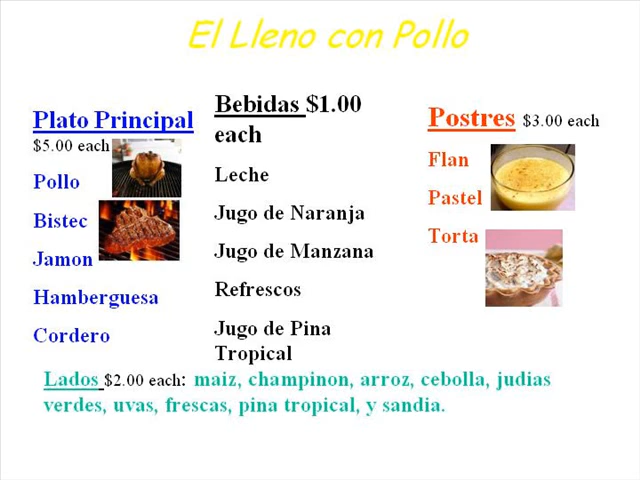 El Lleno con Pollo
Plato Principal
$5.00 each
Pollo
Bistec
Jamon
Hamberguesa
Cordero
Bebidas $1.00
each
Leche
Jugo de Naranja
Jugo de Manzana
Refrescos
Jugo de Pina
Tropical
Postres $3.00 each
Flan
Pastel
Torta
Lados $2.00 each: maiz, champinon, arroz, cebolla, judias
verdes, uvas, frescas, pina tropical, y sandia.